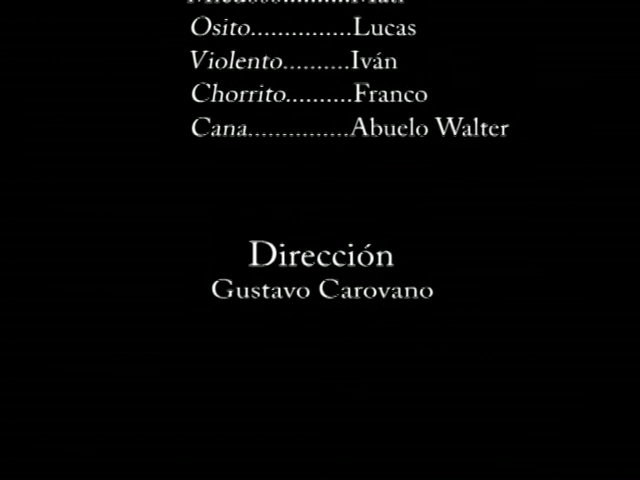 Osito...............Lucas
Violento..........Iván
Chorrito..........Franco
Cana...............Abuelo Walter
Dirección
Gustavo Carovano